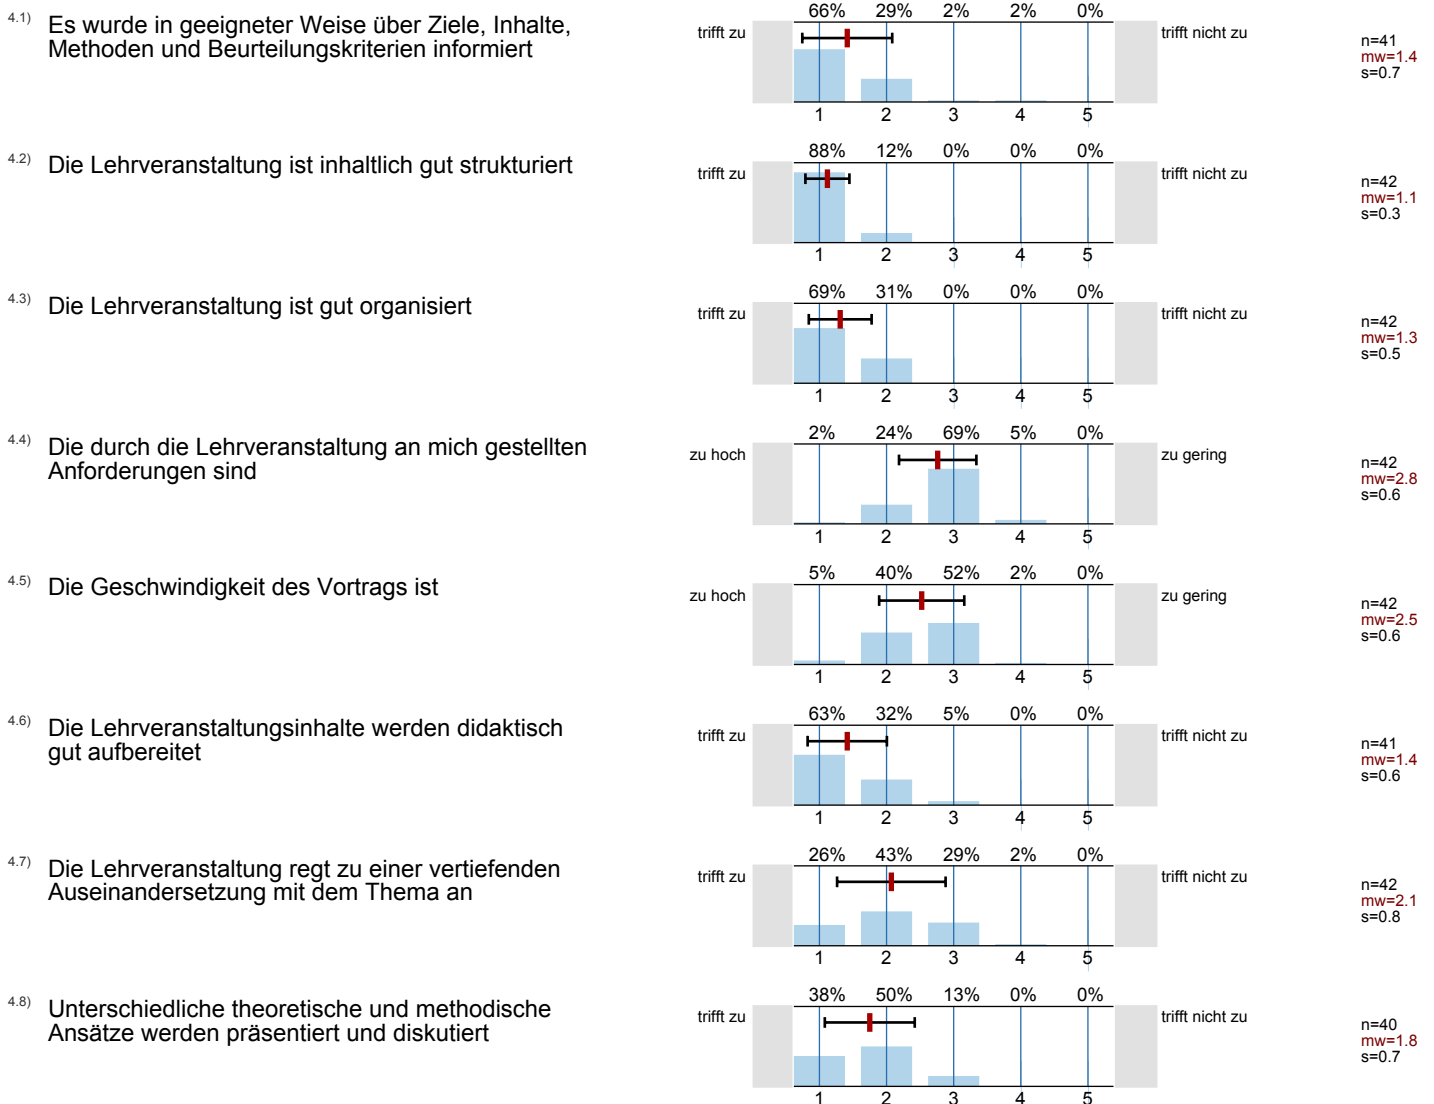 4.1) Es wurde in geeigneter Weise über Ziele, Inhalte,
Methoden und Beurteilungskriterien informiert
66% 29% 2% 2% 0%
trifft zu trifft nicht zu
1 2 3 4 5
n=41
mw=1.4
s=0.7
4.2) Die Lehrveranstaltung ist inhaltlich gut strukturiert
88% 12% 0% 0% 0%
trifft zu trifft nicht zu
1 2 3 4 5
n=42
mw=1.1
s=0.3
4.3) Die Lehrveranstaltung ist gut organisiert
69% 31% 0% 0% 0%
trifft zu trifft nicht zu
1 2 3 4 5
n=42
mw=1.3
s=0.5
4.4) Die durch die Lehrveranstaltung an mich gestellten
Anforderungen sind
2% 24% 69% 5% 0%
zu hoch zu gering
1 2 3 4 5
n=42
mw=2.8
s=0.6
4.5) Die Geschwindigkeit des Vortrags ist
5% 40% 52% 2% 0%
zu hoch zu gering
1 2 3 4 5
n=42
mw=2.5
s=0.6
4.6) Die Lehrveranstaltungsinhalte werden didaktisch
gut aufbereitet
63% 32% 5% 0% 0%
trifft zu trifft nicht zu
1 2 3 4 5
n=41
mw=1.4
s=0.6
4.7) Die Lehrveranstaltung regt zu einer vertiefenden
Auseinandersetzung mit dem Thema an
26% 43% 29% 2% 0%
trifft zu trifft nicht zu
1 2 3 4 5
n=42
mw=2.1
s=0.8
4.8) Unterschiedliche theoretische und methodische
Ansätze werden präsentiert und diskutiert
38% 50% 13% 0% 0%
trifft zu trifft nicht zu
1 2 3 4 5
n=40
mw=1.8
s=0.7